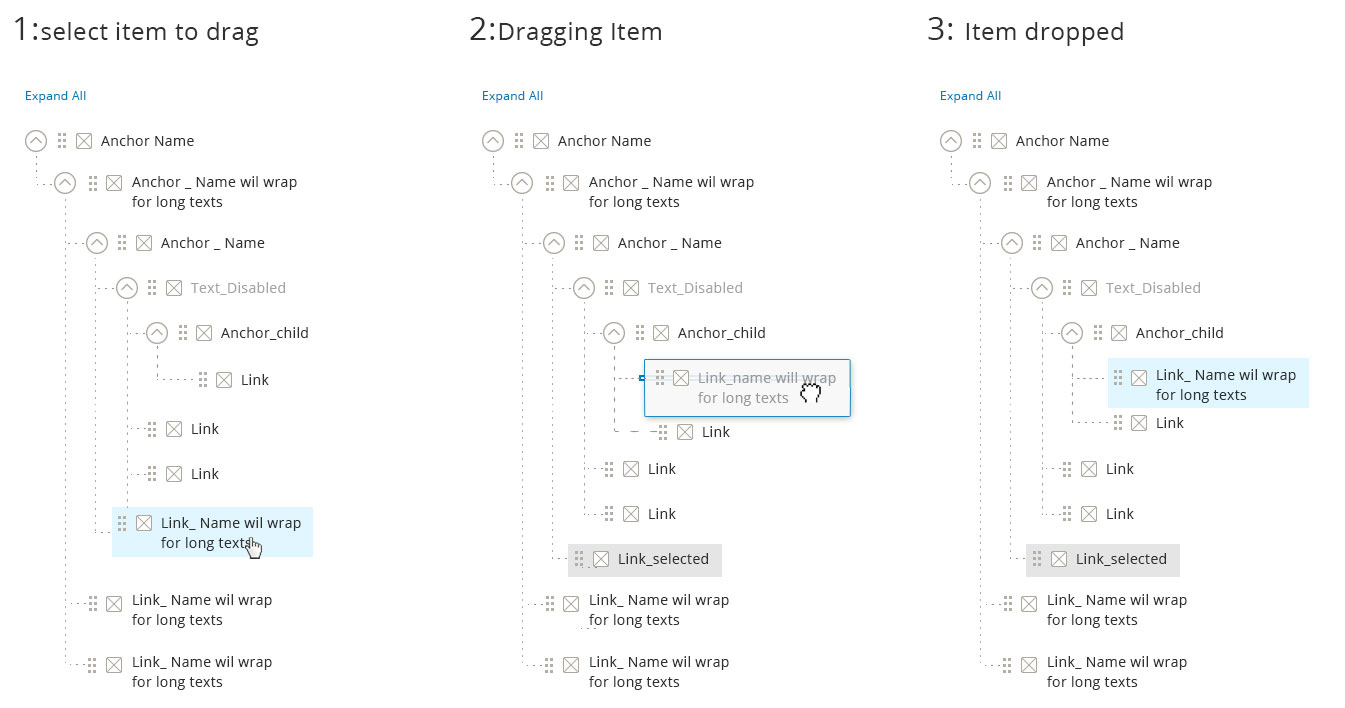 1:select item to drag
Expand All
Anchor Name
Anchor _ Name wil wrap
for long texts
Anchor _ Name
Text_Disabled
Anchor_child
Link
Link
Link
Link_ Name wil wrap
for long texts
Link_ Name wil wrap
for long texts
Link_ Name wil wrap
for long texts
2:Dragging Item
Expand All
Anchor Name
Anchor _ Name wil wrap
for long texts
Anchor _ Name
Text_Disabled
Anchor_child
Link_name will wrap
for long texts
Link
Link
Link
Link_selected
Link_ Name wil wrap
for long texts
Link_ Name wil wrap
for long texts
3: Item dropped
Expand All
Anchor Name
Anchor _ Name wil wrap
for long texts
Anchor _ Name
Text_Disabled
Anchor_child
Link_ Name wil wrap
for long texts
Link
Link
Link
Link_selected
Link_ Name wil wrap
for long texts
Link_ Name wil wrap
for long texts